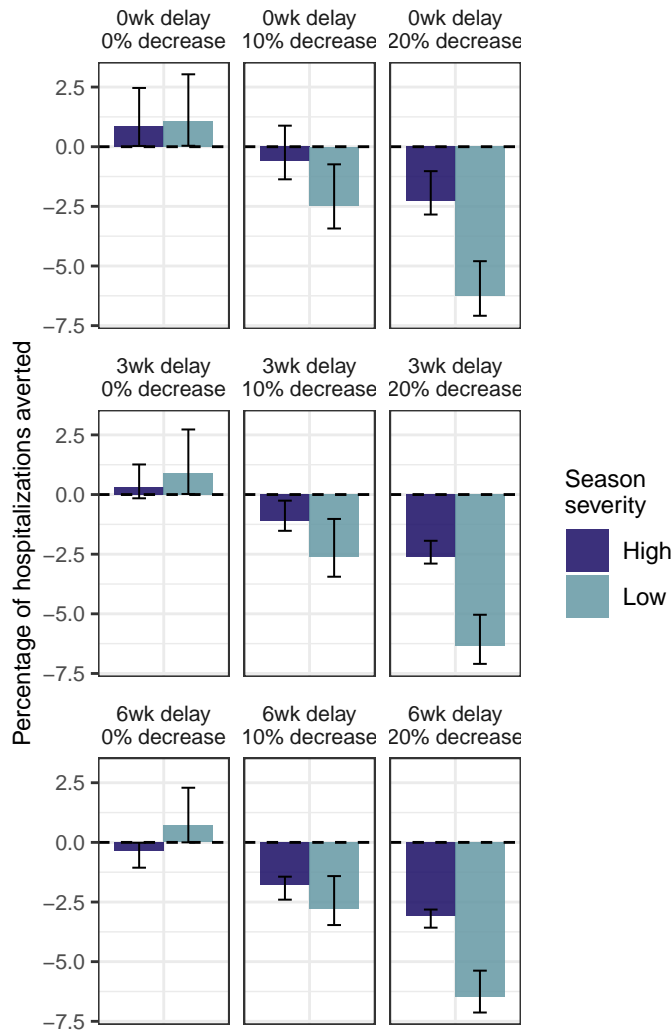 0wk delay 0wk delay 0wk delay
0% decrease 10% decrease 20% decrease
2.5
0.0
−2.5
−5.0
−7.5
3wk delay 3wk delay 3wk delay
0% decrease 10% decrease 20% decrease
2.5
0.0
−2.5
−5.0
−7.5
6wk delay 6wk delay 6wk delay
0% decrease 10% decrease 20% decrease
2.5
0.0
−2.5
−5.0
−7.5
Percentage of hospitalizations averted
Season
severity
High
Low